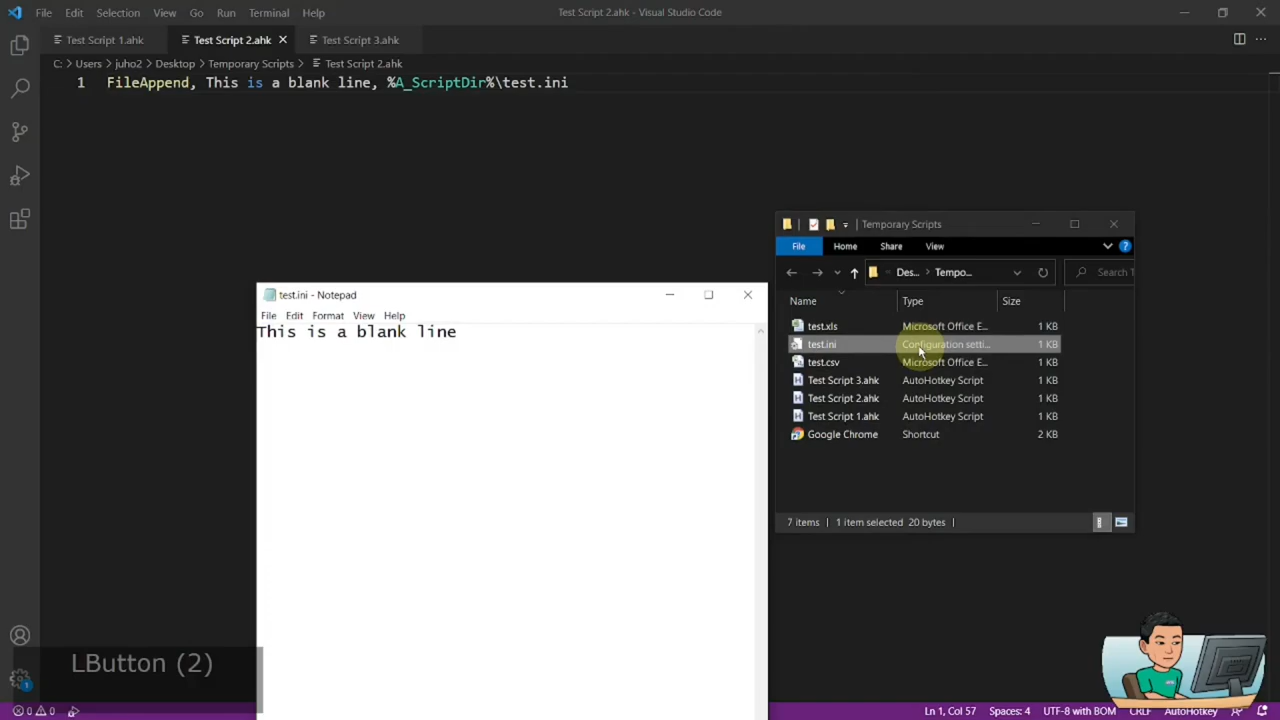 File Edit Selection View Go Run Terminal Help
Test Script 2.ahk - Visual Studio Code
Test Script 1.ahk
Test Script 2.ahk
Test Script 3.ahk
C: > Users > juho2 > Desktop > Temporary Scripts > Test Script 2.ahk
1 FileAppend, This is a blank line, %A_ScriptDir%\test.ini
Temporary Scripts
File Home Share View
Des... > Tempo...
Search
Name Type Size
test.xls Microsoft Office E... 1 KB
test.ini Configuration setti... 1 KB
test.csv Microsoft Office E... 1 KB
Test Script 3.ahk AutoHotkey Script 1 KB
Test Script 2.ahk AutoHotkey Script 1 KB
Test Script 1.ahk AutoHotkey Script 1 KB
Google Chrome Shortcut 2 KB
7 items 1 item selected 20 bytes
test.ini - Notepad
File Edit Format View Help
This is a blank line
LButton (2)
1
0 0
Ln 1, Col 57 Spaces: 4 UTF-8 with BOM CRLF AutoHotkey